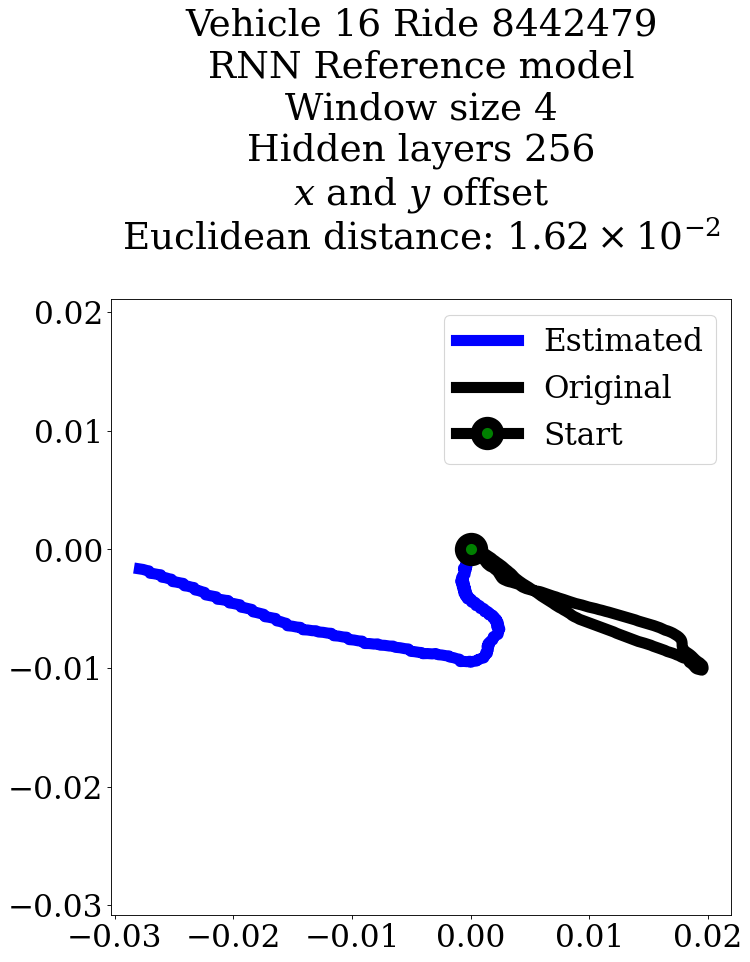 Vehicle 16 Ride 8442479
RNN Reference model
Window size 4
Hidden layers 256
x and y offset
Euclidean distance: 1.62 × 10⁻²
Estimated
Original
Start
0.02
0.01
0.00
−0.01
−0.02
−0.03
−0.03 −0.02 −0.01 0.00 0.01 0.02